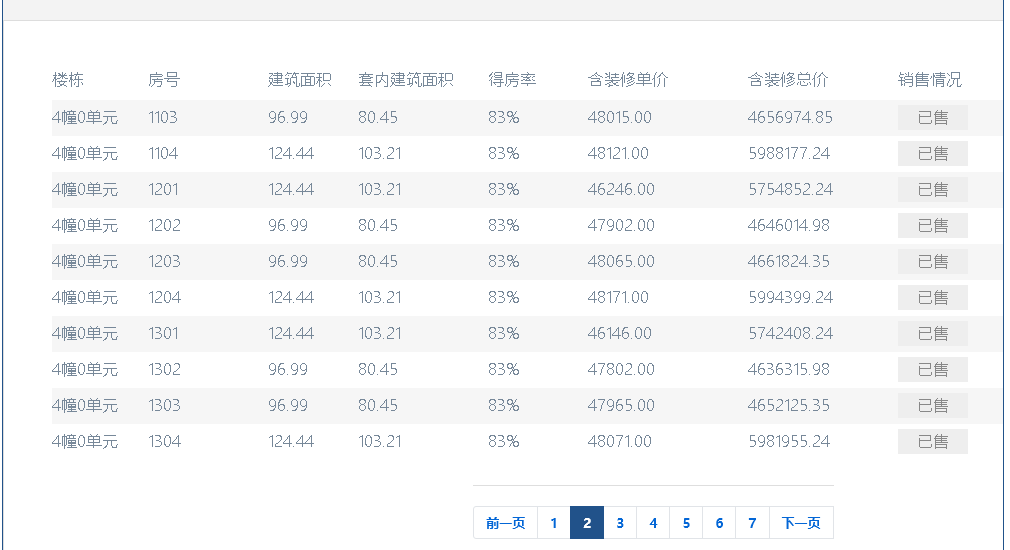 楼栋 房号 建筑面积 套内建筑面积 得房率 含装修单价 含装修总价 销售情况
4幢0单元 1103 96.99 80.45 83% 48015.00 4656974.85 已售
4幢0单元 1104 124.44 103.21 83% 48121.00 5988177.24 已售
4幢0单元 1201 124.44 103.21 83% 46246.00 5754852.24 已售
4幢0单元 1202 96.99 80.45 83% 47902.00 4646014.98 已售
4幢0单元 1203 96.99 80.45 83% 48065.00 4661824.35 已售
4幢0单元 1204 124.44 103.21 83% 48171.00 5994399.24 已售
4幢0单元 1301 124.44 103.21 83% 46146.00 5742408.24 已售
4幢0单元 1302 96.99 80.45 83% 47802.00 4636315.98 已售
4幢0单元 1303 96.99 80.45 83% 47965.00 4652125.35 已售
4幢0单元 1304 124.44 103.21 83% 48071.00 5981955.24 已售
前一页 1 2 3 4 5 6 7 下一页